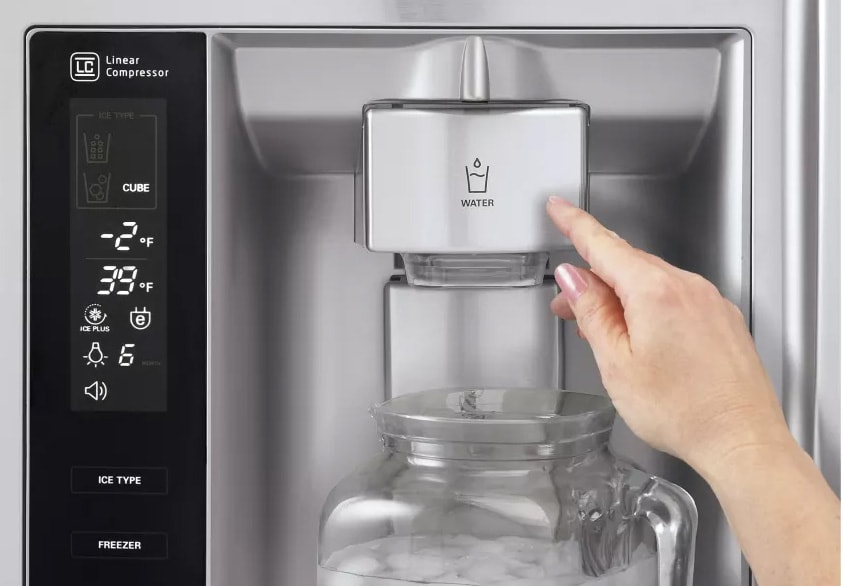 LC
Linear
Compressor
ICE TYPE
CUBE
-2°F
39°F
ICE PLUS
e
6
WATER
ICE TYPE
FREEZER